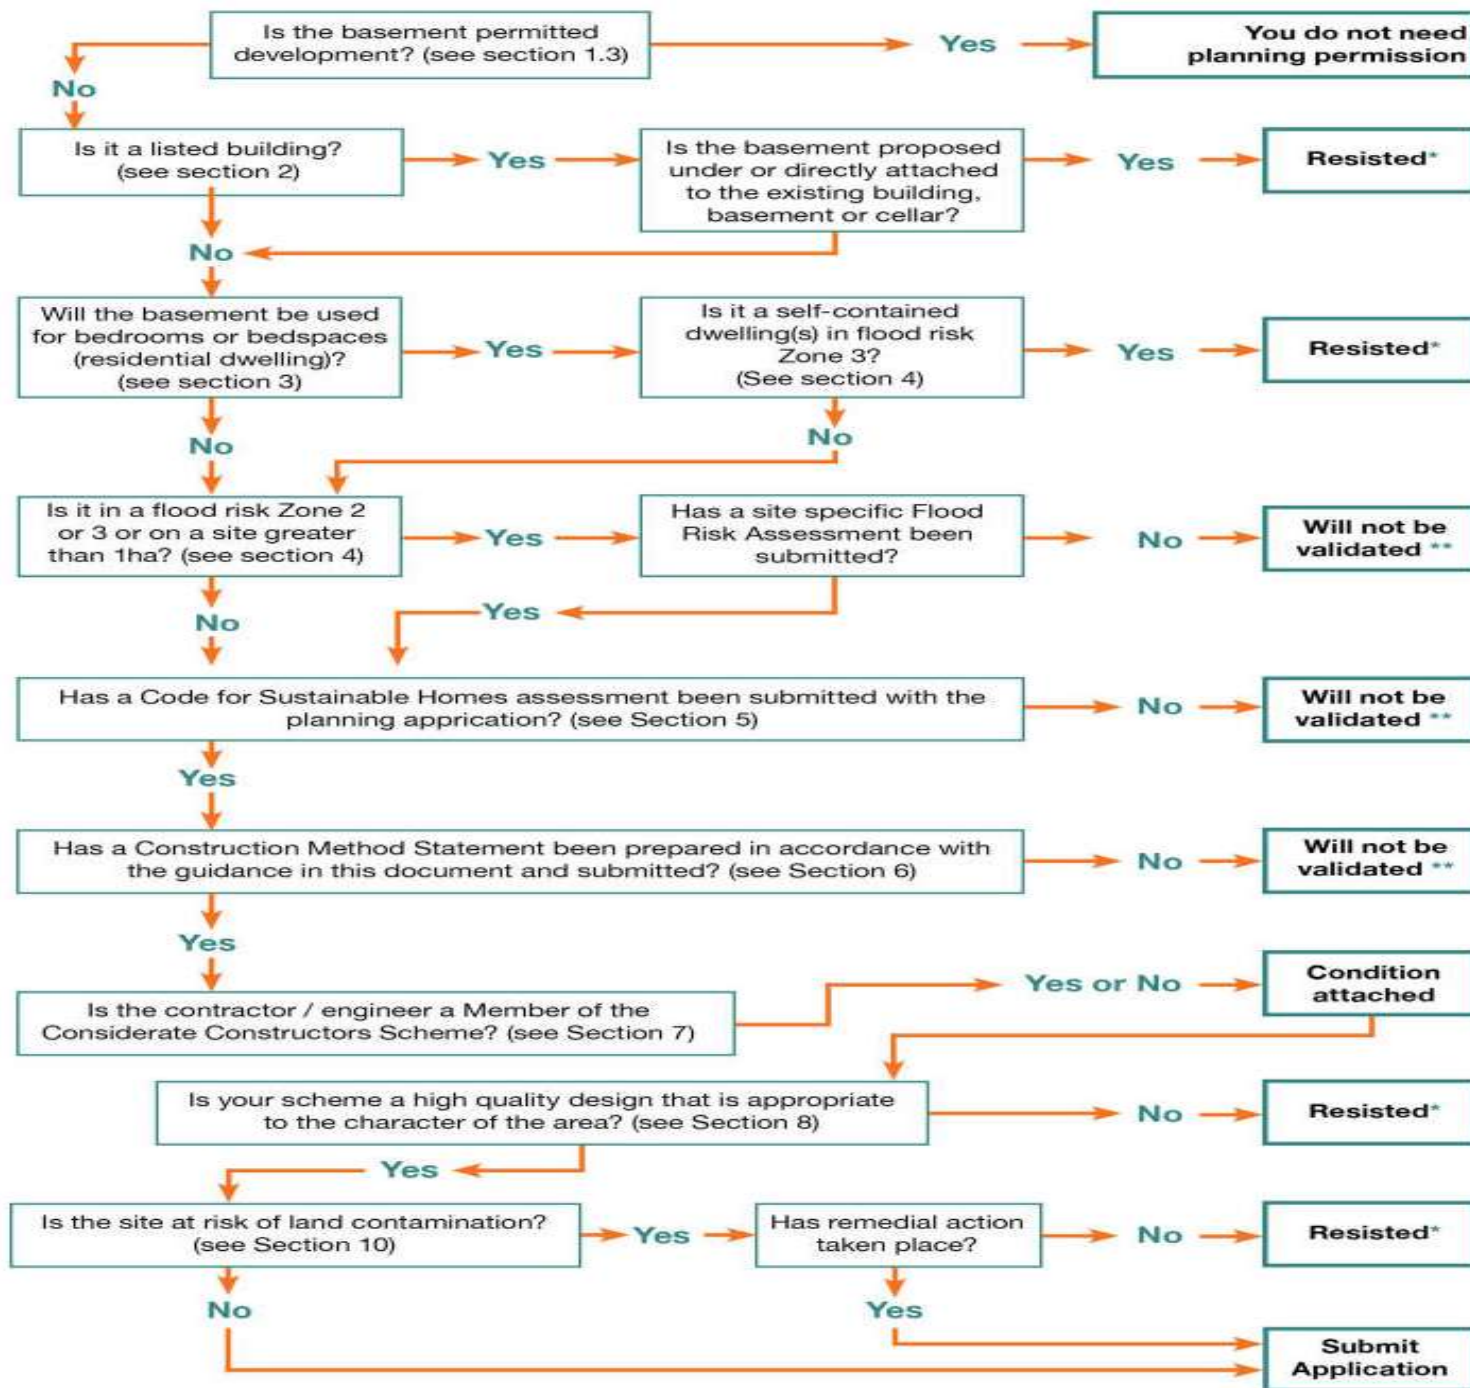 Is the basement permitted
development? (see section 1.3)
Yes
You do not need
planning permission
No
Is it a listed building?
(see section 2)
Yes
Is the basement proposed
under or directly attached
to the existing building,
basement or cellar?
Yes
Resisted*
No
Will the basement be used
for bedrooms or bedspaces
(residential dwelling)?
(see section 3)
Yes
Is it a self-contained
dwelling(s) in flood risk
Zone 3?
(See section 4)
Yes
Resisted*
No
No
Is it in a flood risk Zone 2
or 3 or on a site greater
than 1ha? (see section 4)
Yes
Has a site specific Flood
Risk Assessment been
submitted?
No
Will not be
validated **
No
Yes
Has a Code for Sustainable Homes assessment been submitted with the
planning apprication? (see Section 5)
No
Will not be
validated **
Yes
Has a Construction Method Statement been prepared in accordance with
the guidance in this document and submitted? (see Section 6)
No
Will not be
validated **
Yes
Is the contractor / engineer a Member of the
Considerate Constructors Scheme? (see Section 7)
Yes or No
Condition
attached
Is your scheme a high quality design that is appropriate
to the character of the area? (see Section 8)
No
Resisted*
Yes
Is the site at risk of land contamination?
(see Section 10)
Yes
Has remedial action
taken place?
No
Resisted*
No
Yes
Submit
Application